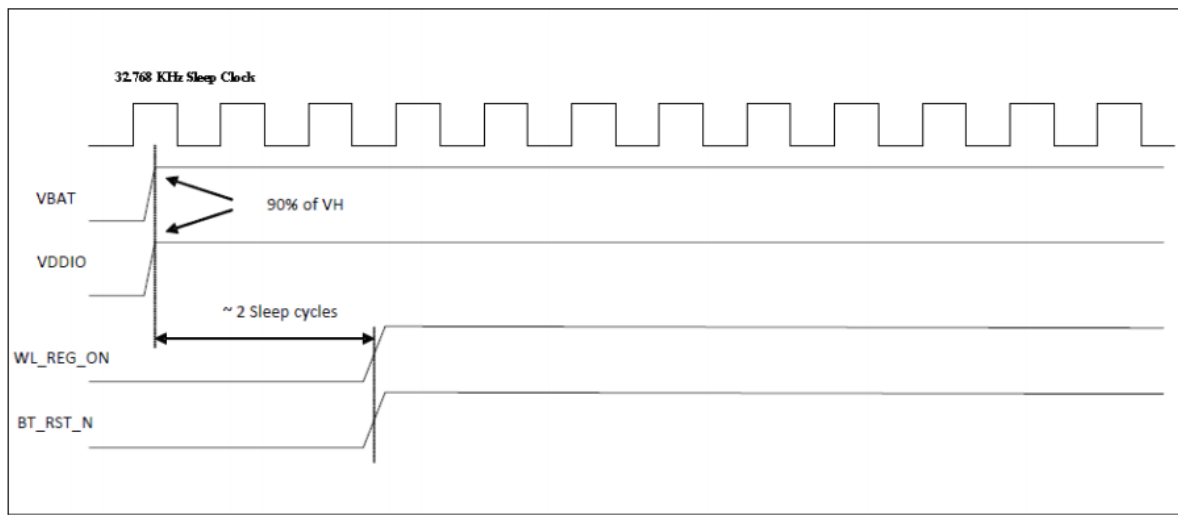 32.768 KHz Sleep Clock
VBAT
90% of VH
VDDIO
~ 2 Sleep cycles
WL_REG_ON
BT_RST_N